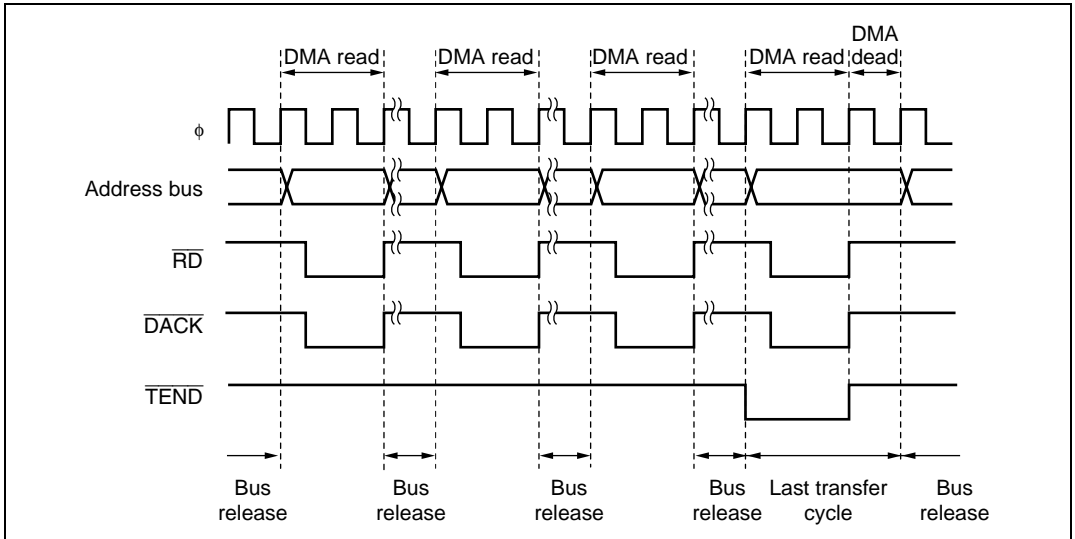 DMA
DMA read DMA read DMA read DMA read dead
φ
Address bus
RD
DACK
TEND
Bus release
Bus release
Bus release
Bus release
Last transfer cycle
Bus release